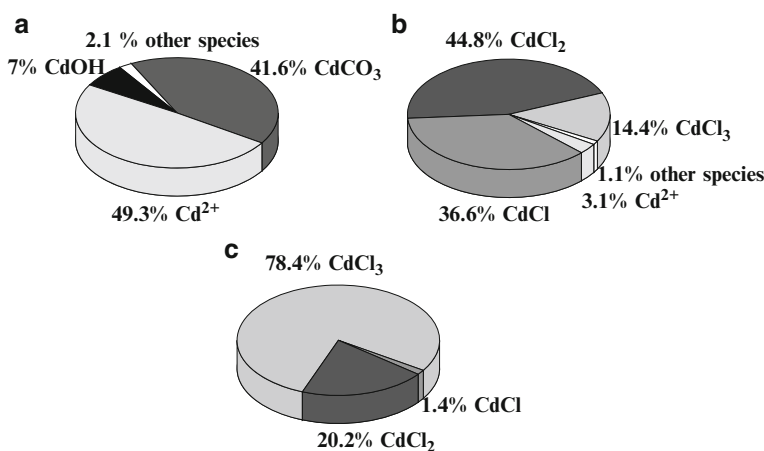 a
2.1 % other species
7% CdOH
41.6% CdCO₃
49.3% Cd²⁺
b
44.8% CdCl₂
14.4% CdCl₃
1.1% other species
3.1% Cd²⁺
36.6% CdCl
c
78.4% CdCl₃
1.4% CdCl
20.2% CdCl₂